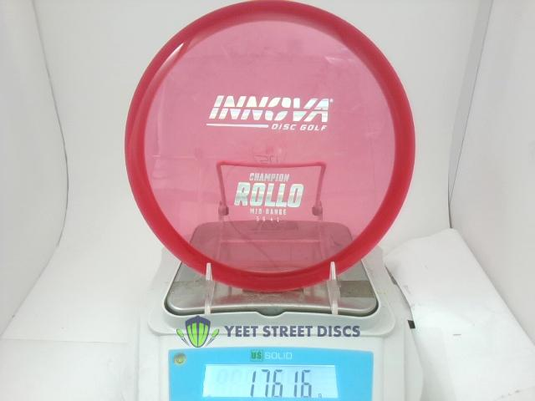 INNOVA
DISC GOLF
CHAMPION
ROLLO
MID-RANGE
YEET STREET DISCS
US SOLID
176.16